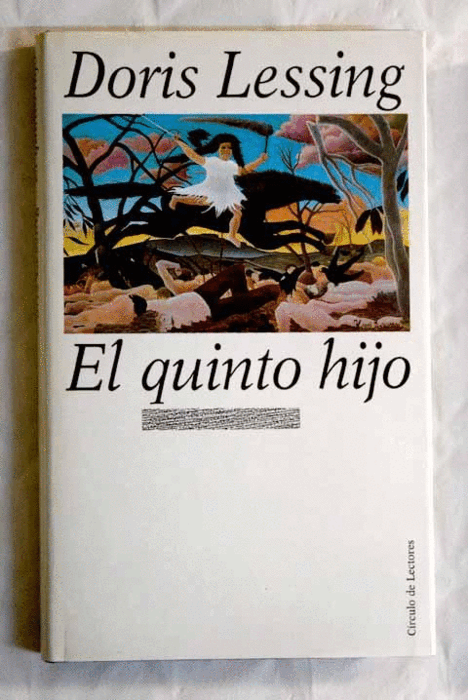 Doris Lessing
El quinto hijo
Círculo de Lectores